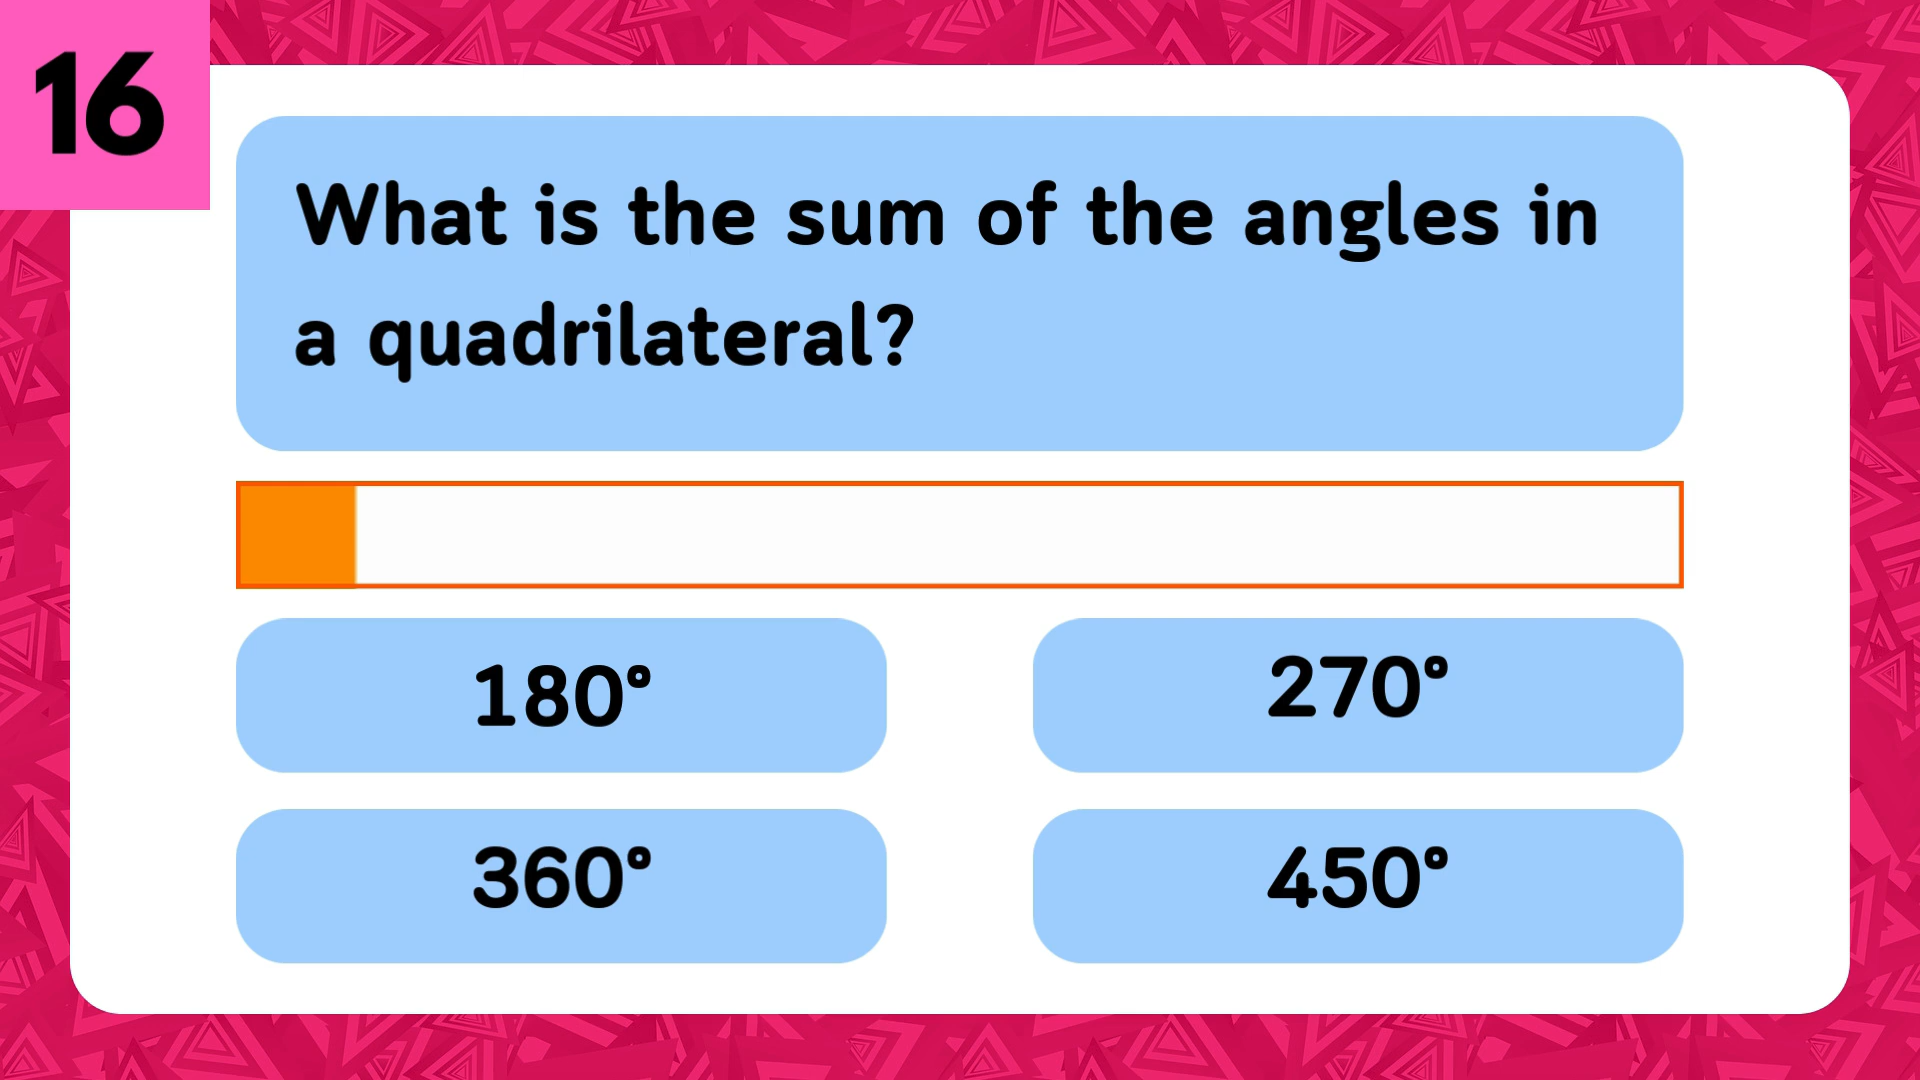 16
What is the sum of the angles in
a quadrilateral?
180°
270°
360°
450°